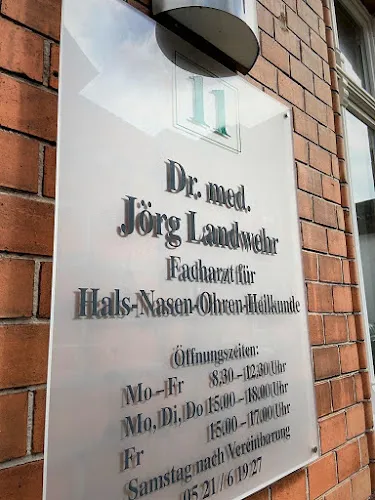 11
Dr. med.
Jörg Landwehr
Facharzt für
Hals-Nasen-Ohren-Heilkunde
Öffnungszeiten:
Mo – Fr 8.30 – 12.30 Uhr
Mo, Di, Do 15.00 – 18.00 Uhr
Fr 15.00 – 17.00 Uhr
Samstag nach Vereinbarung
05 21 / 6 19 27